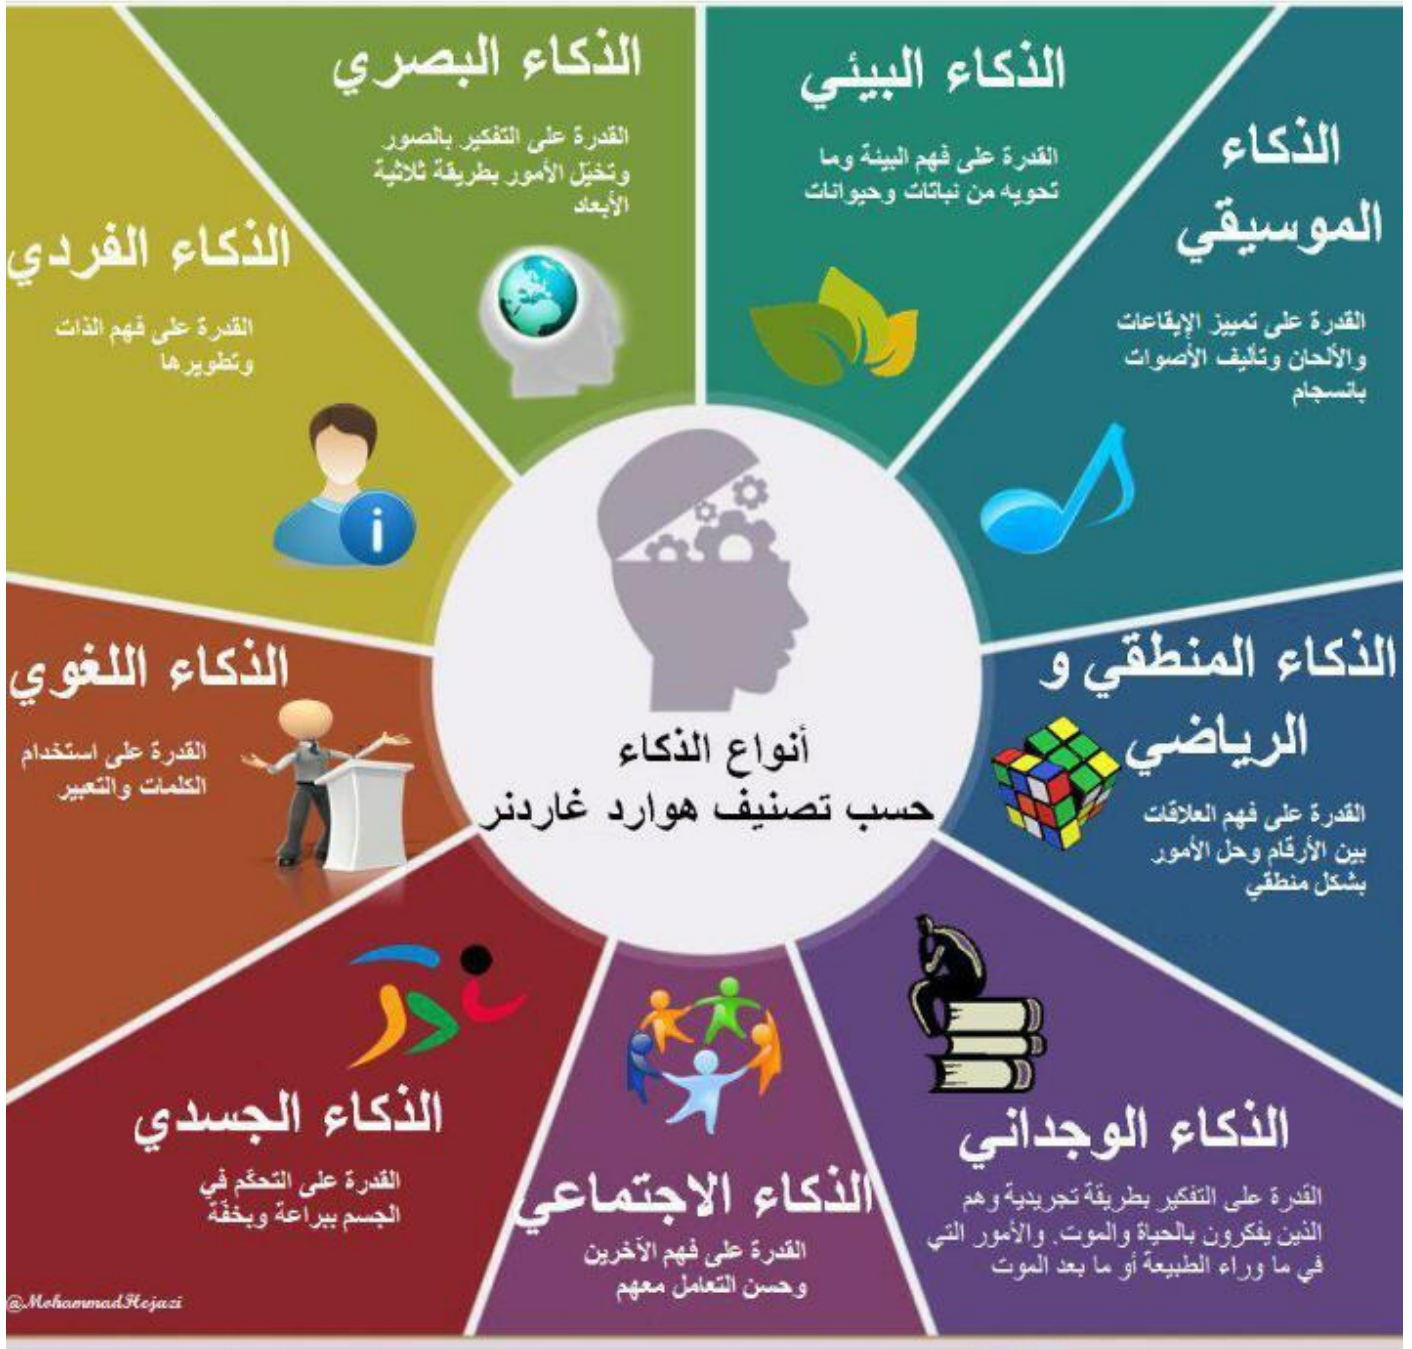 الذكاء البيئي
القدرة على فهم البيئة وما
تحويه من نباتات وحيوانات
الذكاء
الموسيقي
القدرة على تمييز الإيقاعات
والألحان وتأليف الأصوات
بانسجام
الذكاء المنطقي و
الرياضي
القدرة على فهم العلاقات
بين الأرقام وحل الأمور
بشكل منطقي
الذكاء الوجداني
القدرة على التفكير بطريقة تجريدية وهم
الذين يفكرون بالحياة والموت. والأمور التي
في ما وراء الطبيعة أو ما بعد الموت
الذكاء الاجتماعي
القدرة على فهم الآخرين
وحسن التعامل معهم
الذكاء الجسدي
القدرة على التحكّم في
الجسم ببراعة وبخفّة
الذكاء اللغوي
القدرة على استخدام
الكلمات والتعبير
الذكاء الفردي
القدرة على فهم الذات
وتطويرها
الذكاء البصري
القدرة على التفكير بالصور
وتخيّل الأمور بطريقة ثلاثية
الأبعاد
أنواع الذكاء
حسب تصنيف هوارد غاردنر
i
@MohammadHejazi